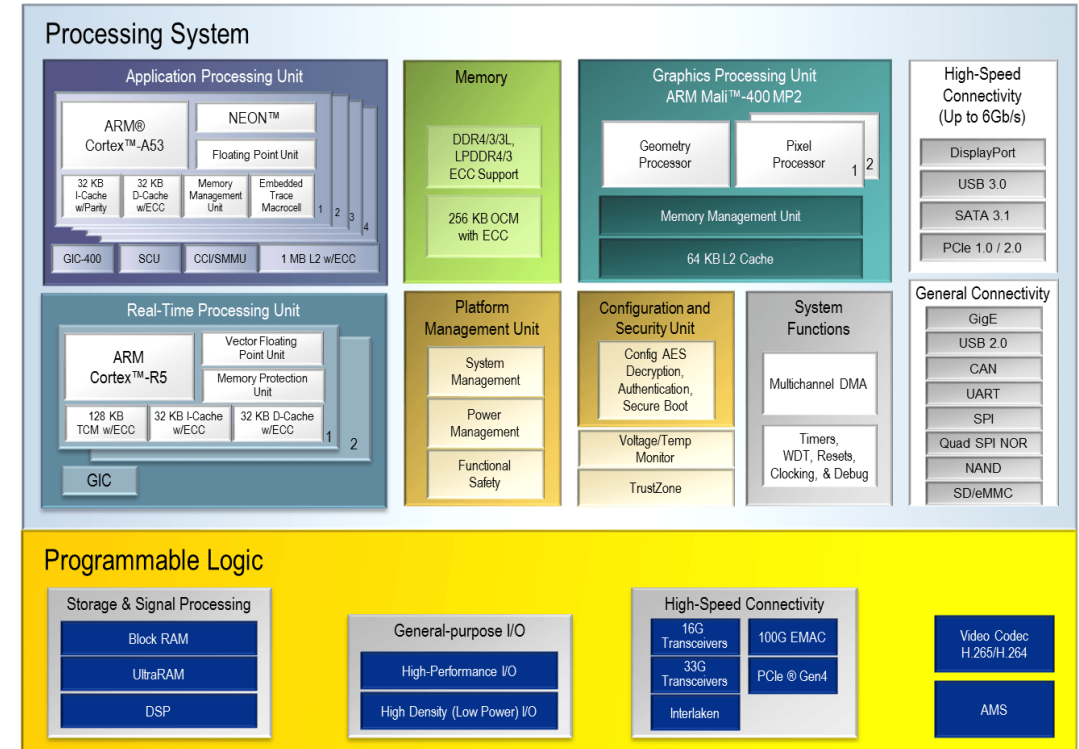 Processing System
Application Processing Unit
ARM®
Cortex™-A53
NEON™
Floating Point Unit
32 KB
I-Cache
w/Parity
32 KB
D-Cache
w/ECC
Memory
Management
Unit
Embedded
Trace
Macrocell
1
2
3
4
GIC-400
SCU
CCI/SMMU
1 MB L2 w/ECC
Memory
DDR4/3/3L,
LPDDR4/3
ECC Support
256 KB OCM
with ECC
Graphics Processing Unit
ARM Mali™-400 MP2
Geometry
Processor
Pixel
Processor
1
2
Memory Management Unit
64 KB L2 Cache
High-Speed
Connectivity
(Up to 6Gb/s)
DisplayPort
USB 3.0
SATA 3.1
PCIe 1.0 / 2.0
Real-Time Processing Unit
ARM
Cortex™-R5
Vector Floating
Point Unit
Memory Protection
Unit
128 KB
TCM w/ECC
32 KB I-Cache
w/ECC
32 KB D-Cache
w/ECC
1
2
GIC
Platform
Management Unit
System
Management
Power
Management
Functional
Safety
Configuration and
Security Unit
Config AES
Decryption,
Authentication,
Secure Boot
Voltage/Temp
Monitor
TrustZone
System
Functions
Multichannel DMA
Timers,
WDT, Resets,
Clocking, & Debug
General Connectivity
GigE
USB 2.0
CAN
UART
SPI
Quad SPI NOR
NAND
SD/eMMC
Programmable Logic
Storage & Signal Processing
Block RAM
UltraRAM
DSP
General-purpose I/O
High-Performance I/O
High Density (Low Power) I/O
High-Speed Connectivity
16G
Transceivers
33G
Transceivers
Interlaken
100G EMAC
PCIe ® Gen4
Video Codec
H.265/H.264
AMS